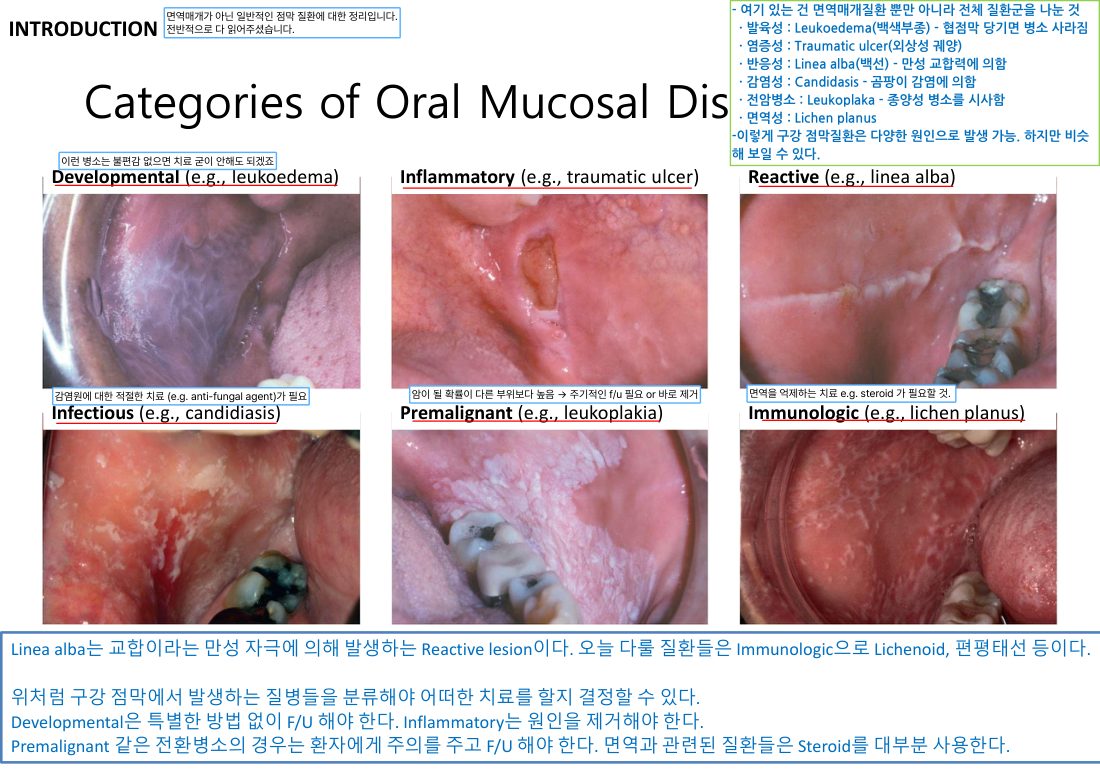 INTRODUCTION
면역매개가 아닌 일반적인 점막 질환에 대한 정리입니다.
전반적으로 다 읽어주셨습니다.
- 여기 있는 건 면역매개질환 뿐만 아니라 전체 질환군을 나눈 것
· 발육성 : Leukoedema(백색부종) - 협점막 당기면 병소 사라짐
· 염증성 : Traumatic ulcer(외상성 궤양)
· 반응성 : Linea alba(백선) - 만성 교합력에 의함
· 감염성 : Candidasis - 곰팡이 감염에 의함
· 전암병소 : Leukoplaka - 종양성 병소를 시사함
· 면역성 : Lichen planus
-이렇게 구강 점막질환은 다양한 원인으로 발생 가능. 하지만 비슷
해 보일 수 있다.
Categories of Oral Mucosal Dis
이런 병소는 불편감 없으면 치료 굳이 안해도 되겠죠
Developmental (e.g., leukoedema)
Inflammatory (e.g., traumatic ulcer)
Reactive (e.g., linea alba)
감염원에 대한 적절한 치료 (e.g. anti-fungal agent)가 필요
Infectious (e.g., candidiasis)
암이 될 확률이 다른 부위보다 높음 → 주기적인 f/u 필요 or 바로 제거
Premalignant (e.g., leukoplakia)
면역을 억제하는 치료 e.g. steroid 가 필요할 것.
Immunologic (e.g., lichen planus)
Linea alba는 교합이라는 만성 자극에 의해 발생하는 Reactive lesion이다. 오늘 다룰 질환들은 Immunologic으로 Lichenoid, 편평태선 등이다.
위처럼 구강 점막에서 발생하는 질병들을 분류해야 어떠한 치료를 할지 결정할 수 있다.
Developmental은 특별한 방법 없이 F/U 해야 한다. Inflammatory는 원인을 제거해야 한다.
Premalignant 같은 전환병소의 경우는 환자에게 주의를 주고 F/U 해야 한다. 면역과 관련된 질환들은 Steroid를 대부분 사용한다.